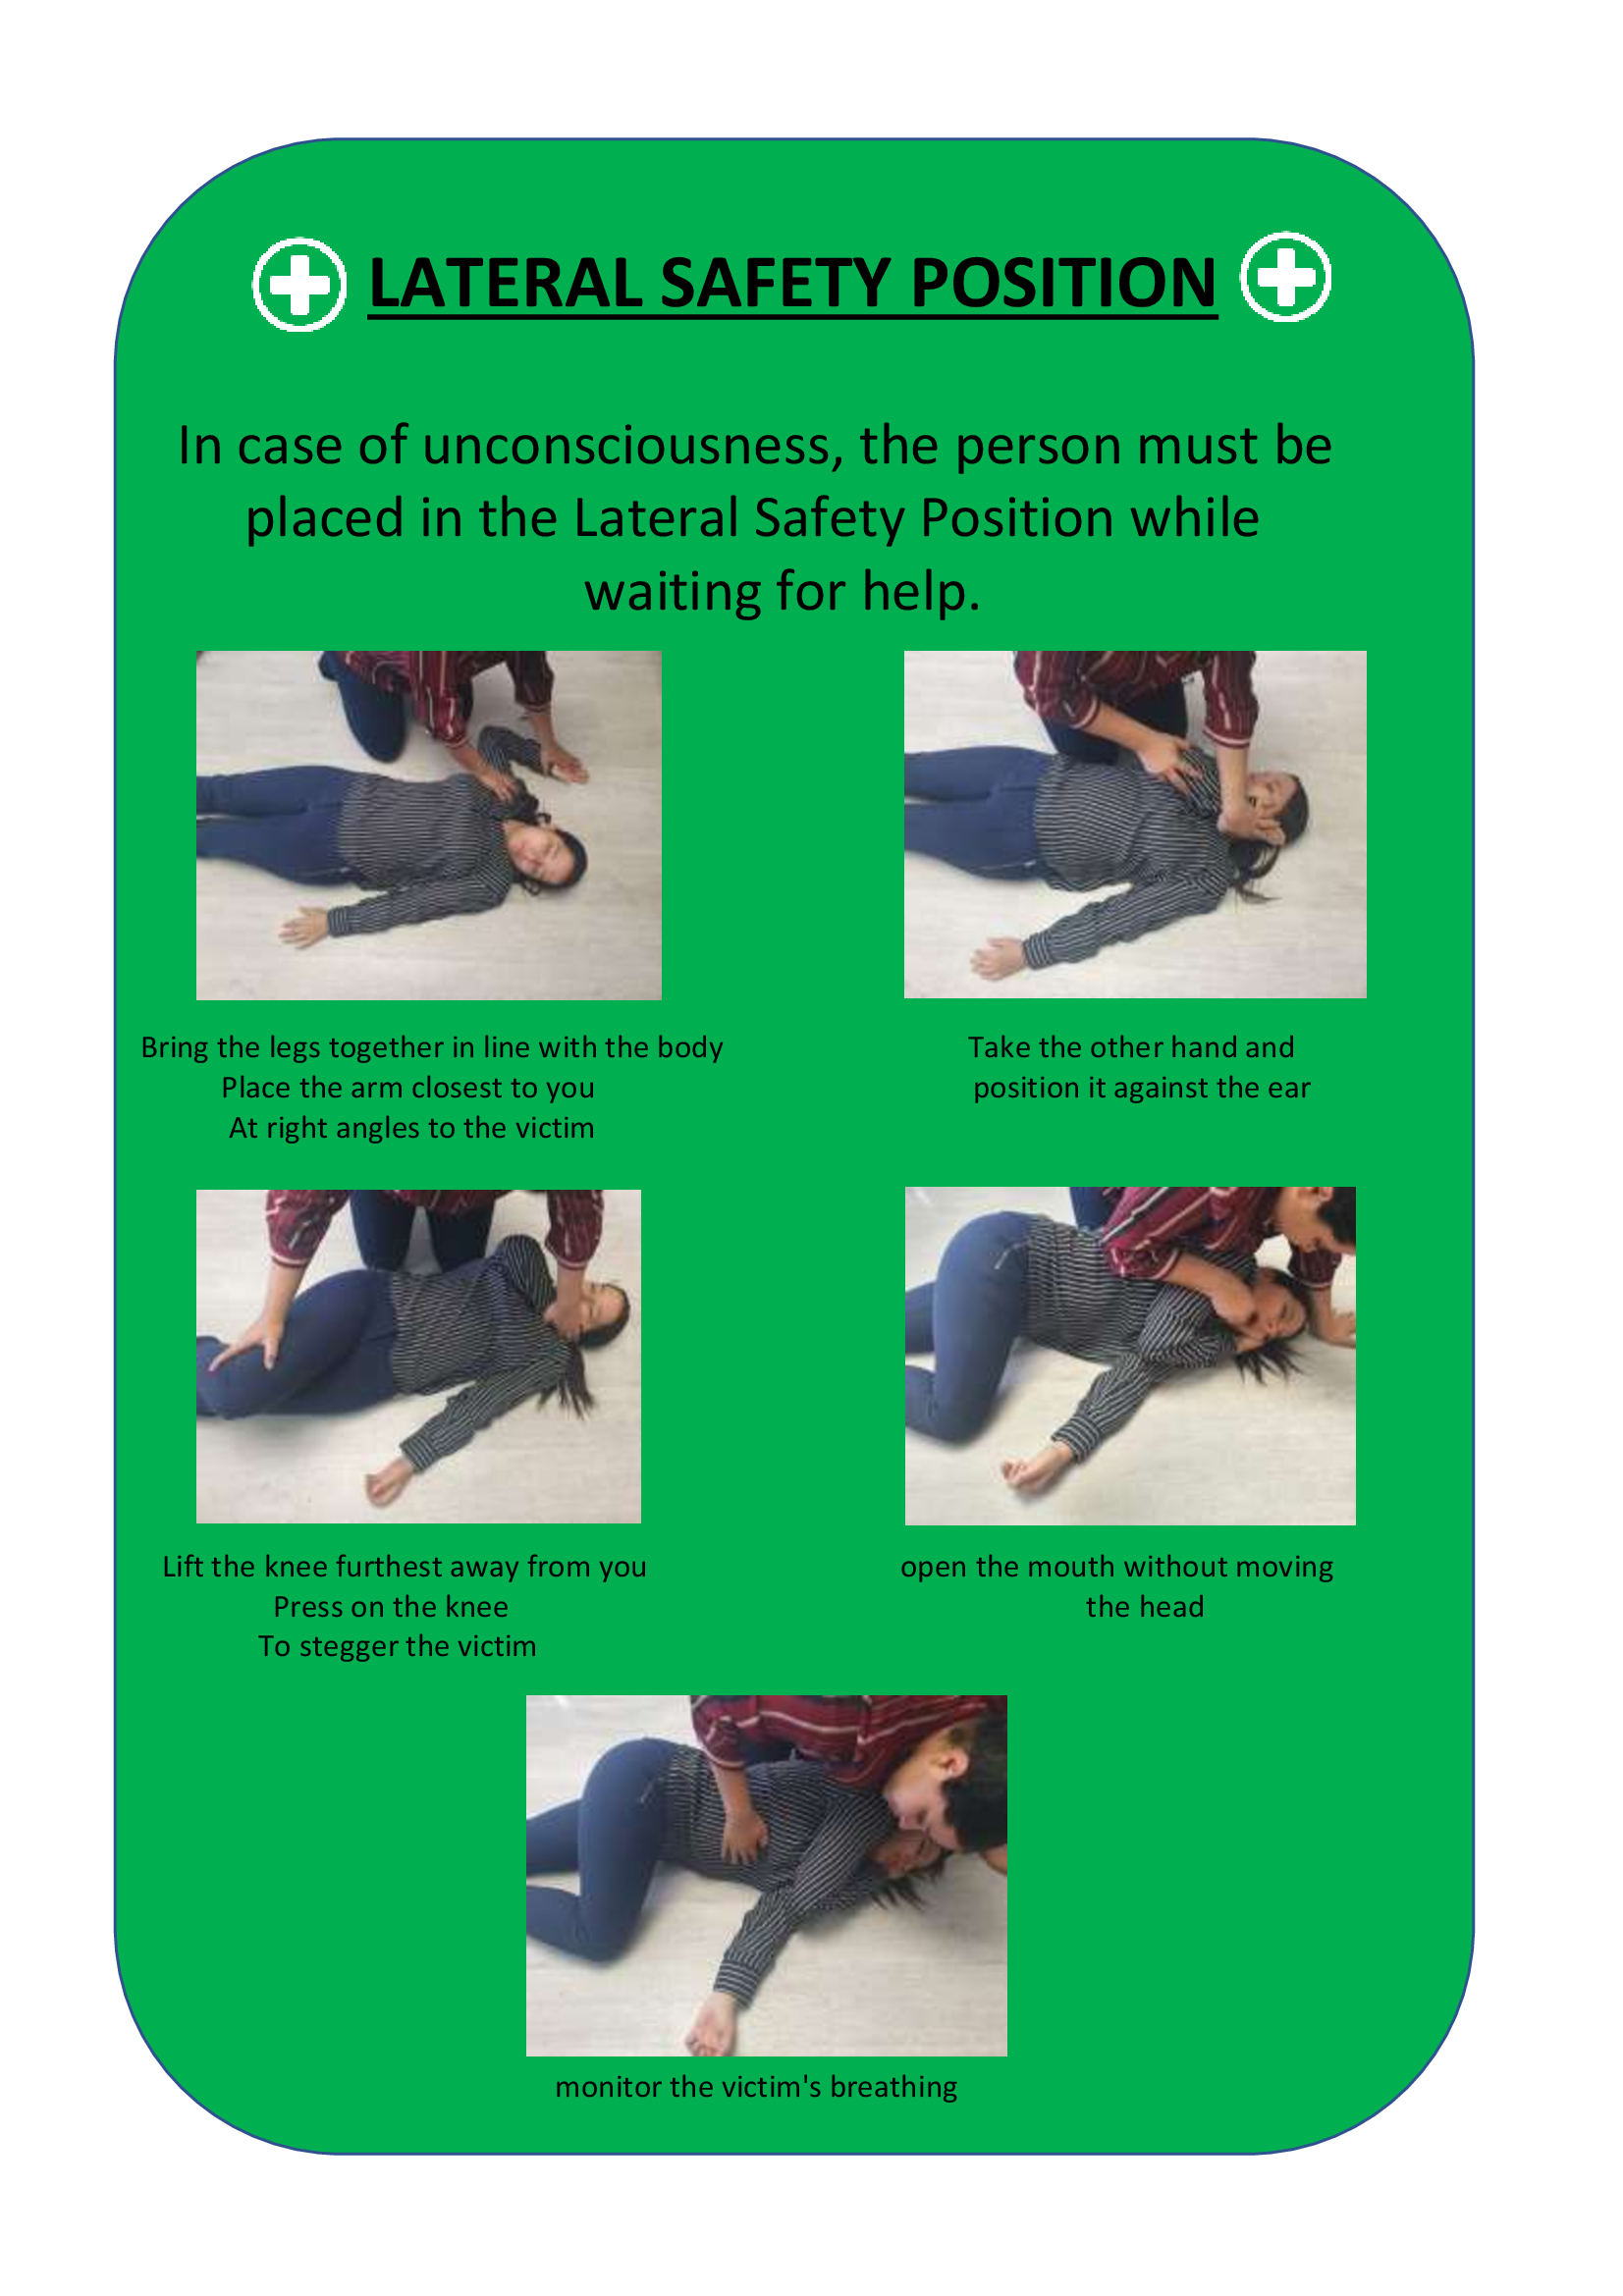 LATERAL SAFETY POSITION
In case of unconsciousness, the person must be
placed in the Lateral Safety Position while
waiting for help.
Bring the legs together in line with the body
Place the arm closest to you
At right angles to the victim
Take the other hand and
position it against the ear
Lift the knee furthest away from you
Press on the knee
To stegger the victim
open the mouth without moving
the head
monitor the victim's breathing